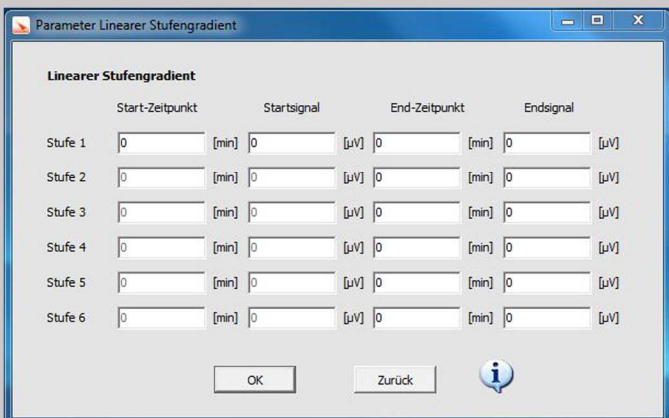 Parameter Linearer Stufengradient
Linearer Stufengradient
Start-Zeitpunkt Startsignal End-Zeitpunkt Endsignal
Stufe 1 0 [min] 0 [µV] 0 [min] 0 [µV]
Stufe 2 0 [min] 0 [µV] 0 [min] 0 [µV]
Stufe 3 0 [min] 0 [µV] 0 [min] 0 [µV]
Stufe 4 0 [min] 0 [µV] 0 [min] 0 [µV]
Stufe 5 0 [min] 0 [µV] 0 [min] 0 [µV]
Stufe 6 0 [min] 0 [µV] 0 [min] 0 [µV]
OK Zurück